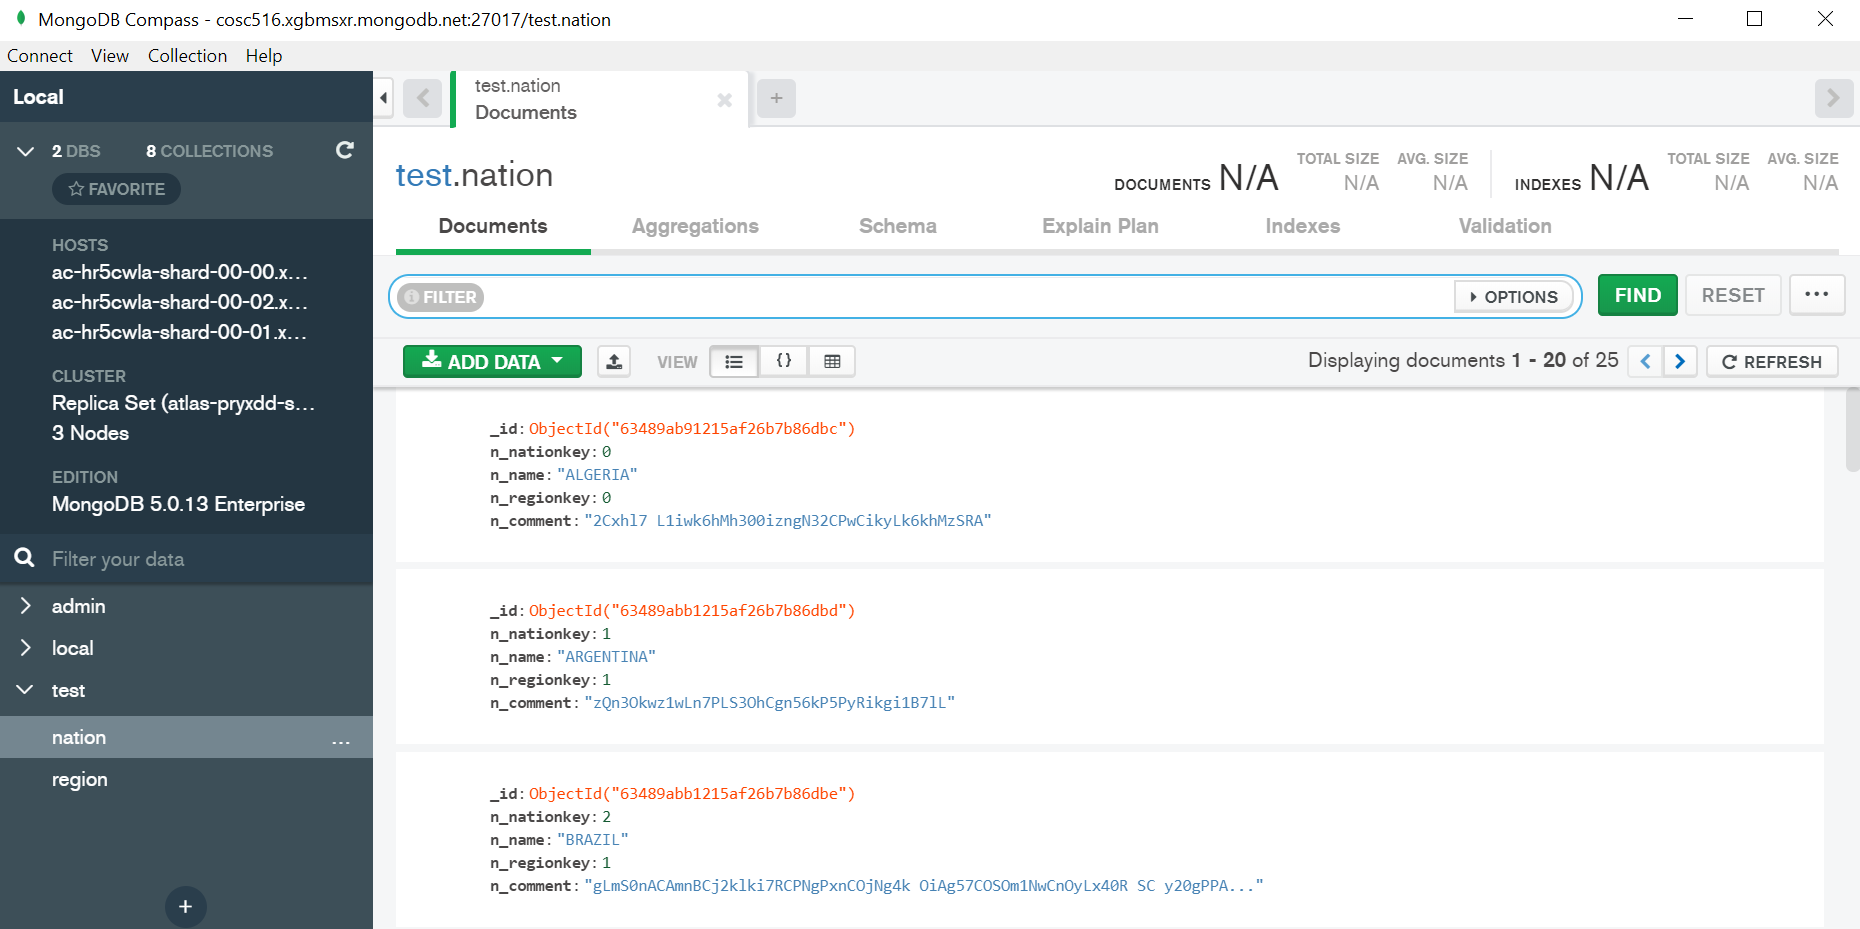 MongoDB Compass - cosc516.xgbmsxr.mongodb.net:27017/test.nation
Connect View Collection Help
Local
2 DBS 8 COLLECTIONS
FAVORITE
HOSTS
ac-hr5cwla-shard-00-00.x...
ac-hr5cwla-shard-00-02.x...
ac-hr5cwla-shard-00-01.x...
CLUSTER
Replica Set (atlas-pryxdd-s...
3 Nodes
EDITION
MongoDB 5.0.13 Enterprise
Filter your data
admin
local
test
nation ...
region
+
test.nation
Documents
+
test.nation
DOCUMENTS N/A TOTAL SIZE N/A AVG. SIZE N/A INDEXES N/A TOTAL SIZE N/A AVG. SIZE N/A
Documents Aggregations Schema Explain Plan Indexes Validation
FILTER OPTIONS FIND RESET ...
ADD DATA VIEW {} Displaying documents 1 - 20 of 25 REFRESH
_id: ObjectId("63489ab91215af26b7b86dbc")
n_nationkey: 0
n_name: "ALGERIA"
n_regionkey: 0
n_comment: "2Cxhl7 L1iwk6hMh300izngN32CPwCikyLk6khMzSRA"
_id: ObjectId("63489abb1215af26b7b86dbd")
n_nationkey: 1
n_name: "ARGENTINA"
n_regionkey: 1
n_comment: "zQn3Okwz1wLn7PLS3OhCgn56kP5PyRikgi1B7lL"
_id: ObjectId("63489abb1215af26b7b86dbe")
n_nationkey: 2
n_name: "BRAZIL"
n_regionkey: 1
n_comment: "gLmS0nACAmnBCj2klki7RCPNgPxnCOjNg4k OiAg57COSOm1NwCnOyLx40R SC y20gPPA..."